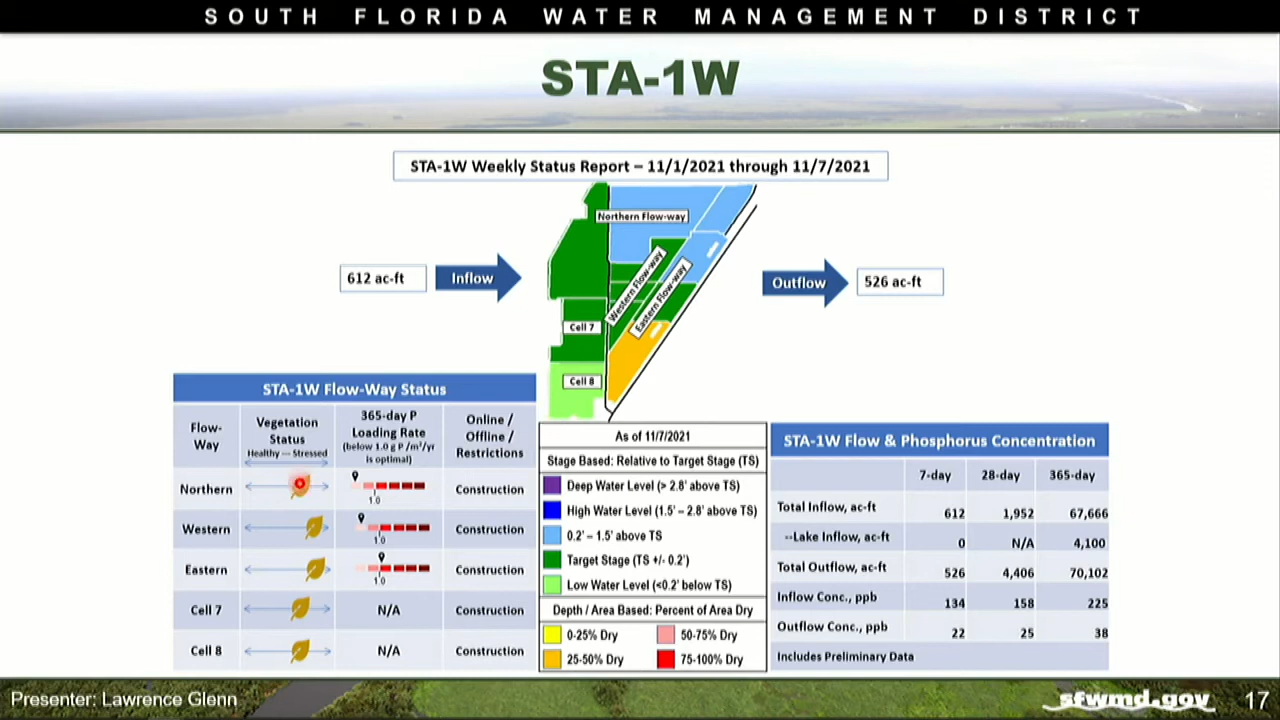 SOUTH FLORIDA WATER MANAGEMENT DISTRICT
STA-1W
STA-1W Weekly Status Report – 11/1/2021 through 11/7/2021
Northern Flow-way
612 ac-ft
Inflow
Western Flow-way
Eastern Flow-way
Outflow
526 ac-ft
Cell 7
Cell 8
STA-1W Flow-Way Status
Flow-Way
Vegetation Status
Healthy --- Stressed
365-day P Loading Rate
(below 1.0 g P /m²/yr is optimal)
Online / Offline / Restrictions
Northern 1.0 Construction
Western 1.0 Construction
Eastern 1.0 Construction
Cell 7 N/A Construction
Cell 8 N/A Construction
As of 11/7/2021
Stage Based: Relative to Target Stage (TS)
Deep Water Level (> 2.8' above TS)
High Water Level (1.5' – 2.8' above TS)
0.2' – 1.5' above TS
Target Stage (TS +/- 0.2')
Low Water Level (<0.2' below TS)
Depth / Area Based: Percent of Area Dry
0-25% Dry 50-75% Dry
25-50% Dry 75-100% Dry
STA-1W Flow & Phosphorus Concentration
7-day 28-day 365-day
Total Inflow, ac-ft 612 1,952 67,666
--Lake Inflow, ac-ft 0 N/A 4,100
Total Outflow, ac-ft 526 4,406 70,102
Inflow Conc., ppb 134 158 225
Outflow Conc., ppb 22 25 38
Includes Preliminary Data
Presenter: Lawrence Glenn
sfwmd.gov
17